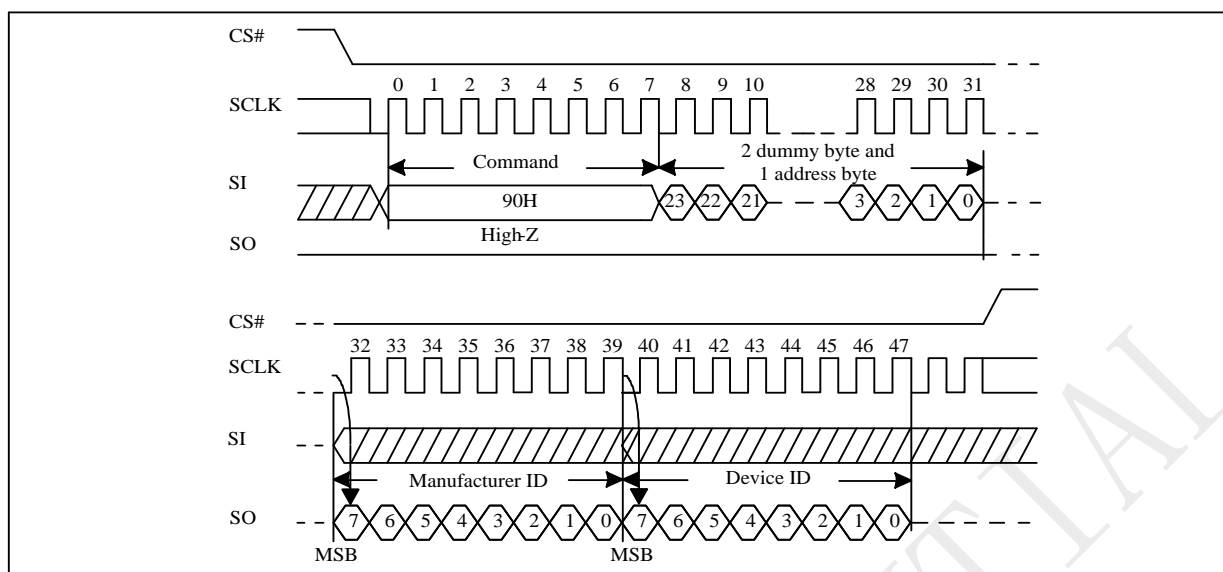 CS#
0 1 2 3 4 5 6 7 8 9 10 28 29 30 31
SCLK
Command
2 dummy byte and
1 address byte
SI
90H
23 22 21 3 2 1 0
High-Z
SO
CS#
32 33 34 35 36 37 38 39 40 41 42 43 44 45 46 47
SCLK
SI
Manufacturer ID
Device ID
SO
7 6 5 4 3 2 1 0 7 6 5 4 3 2 1 0
MSB
MSB